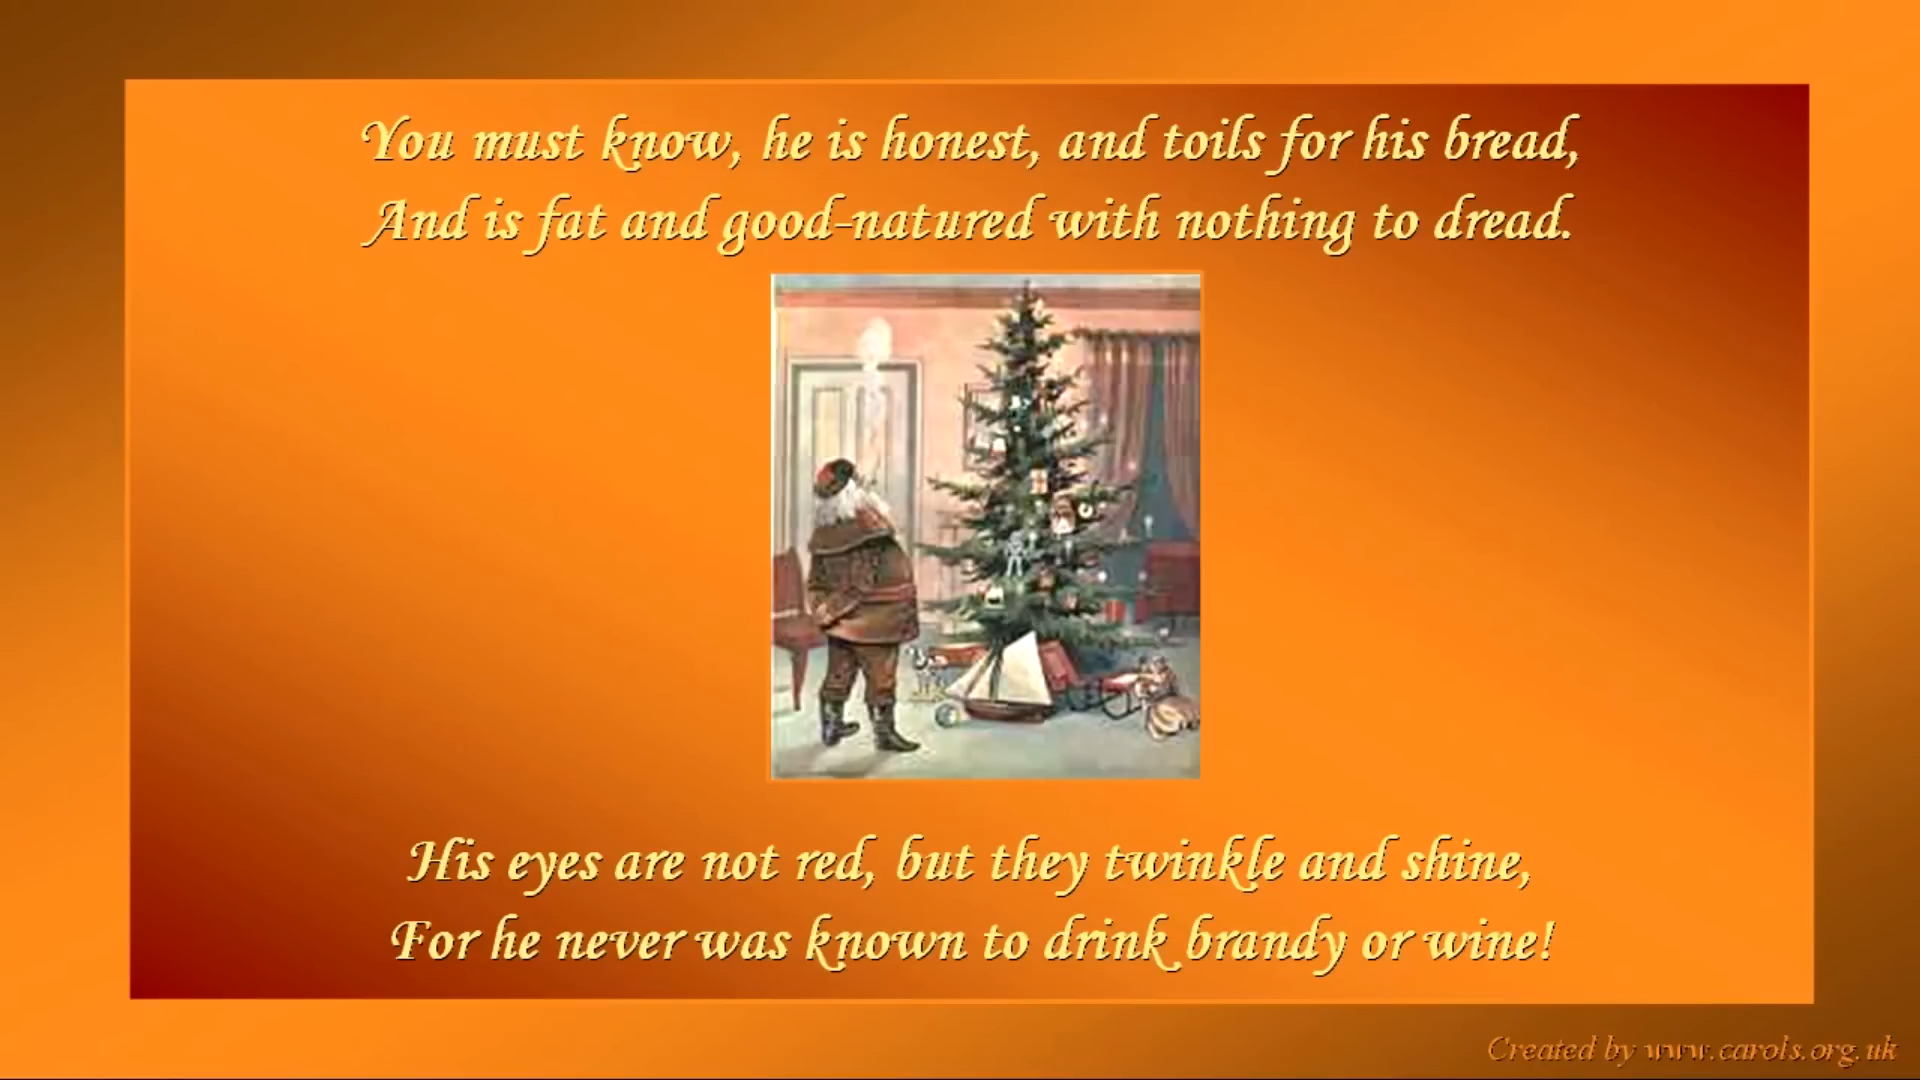 You must know, he is honest, and toils for his bread,
And is fat and good-natured with nothing to dread.
His eyes are not red, but they twinkle and shine,
For he never was known to drink brandy or wine!
Created by www.carols.org.uk